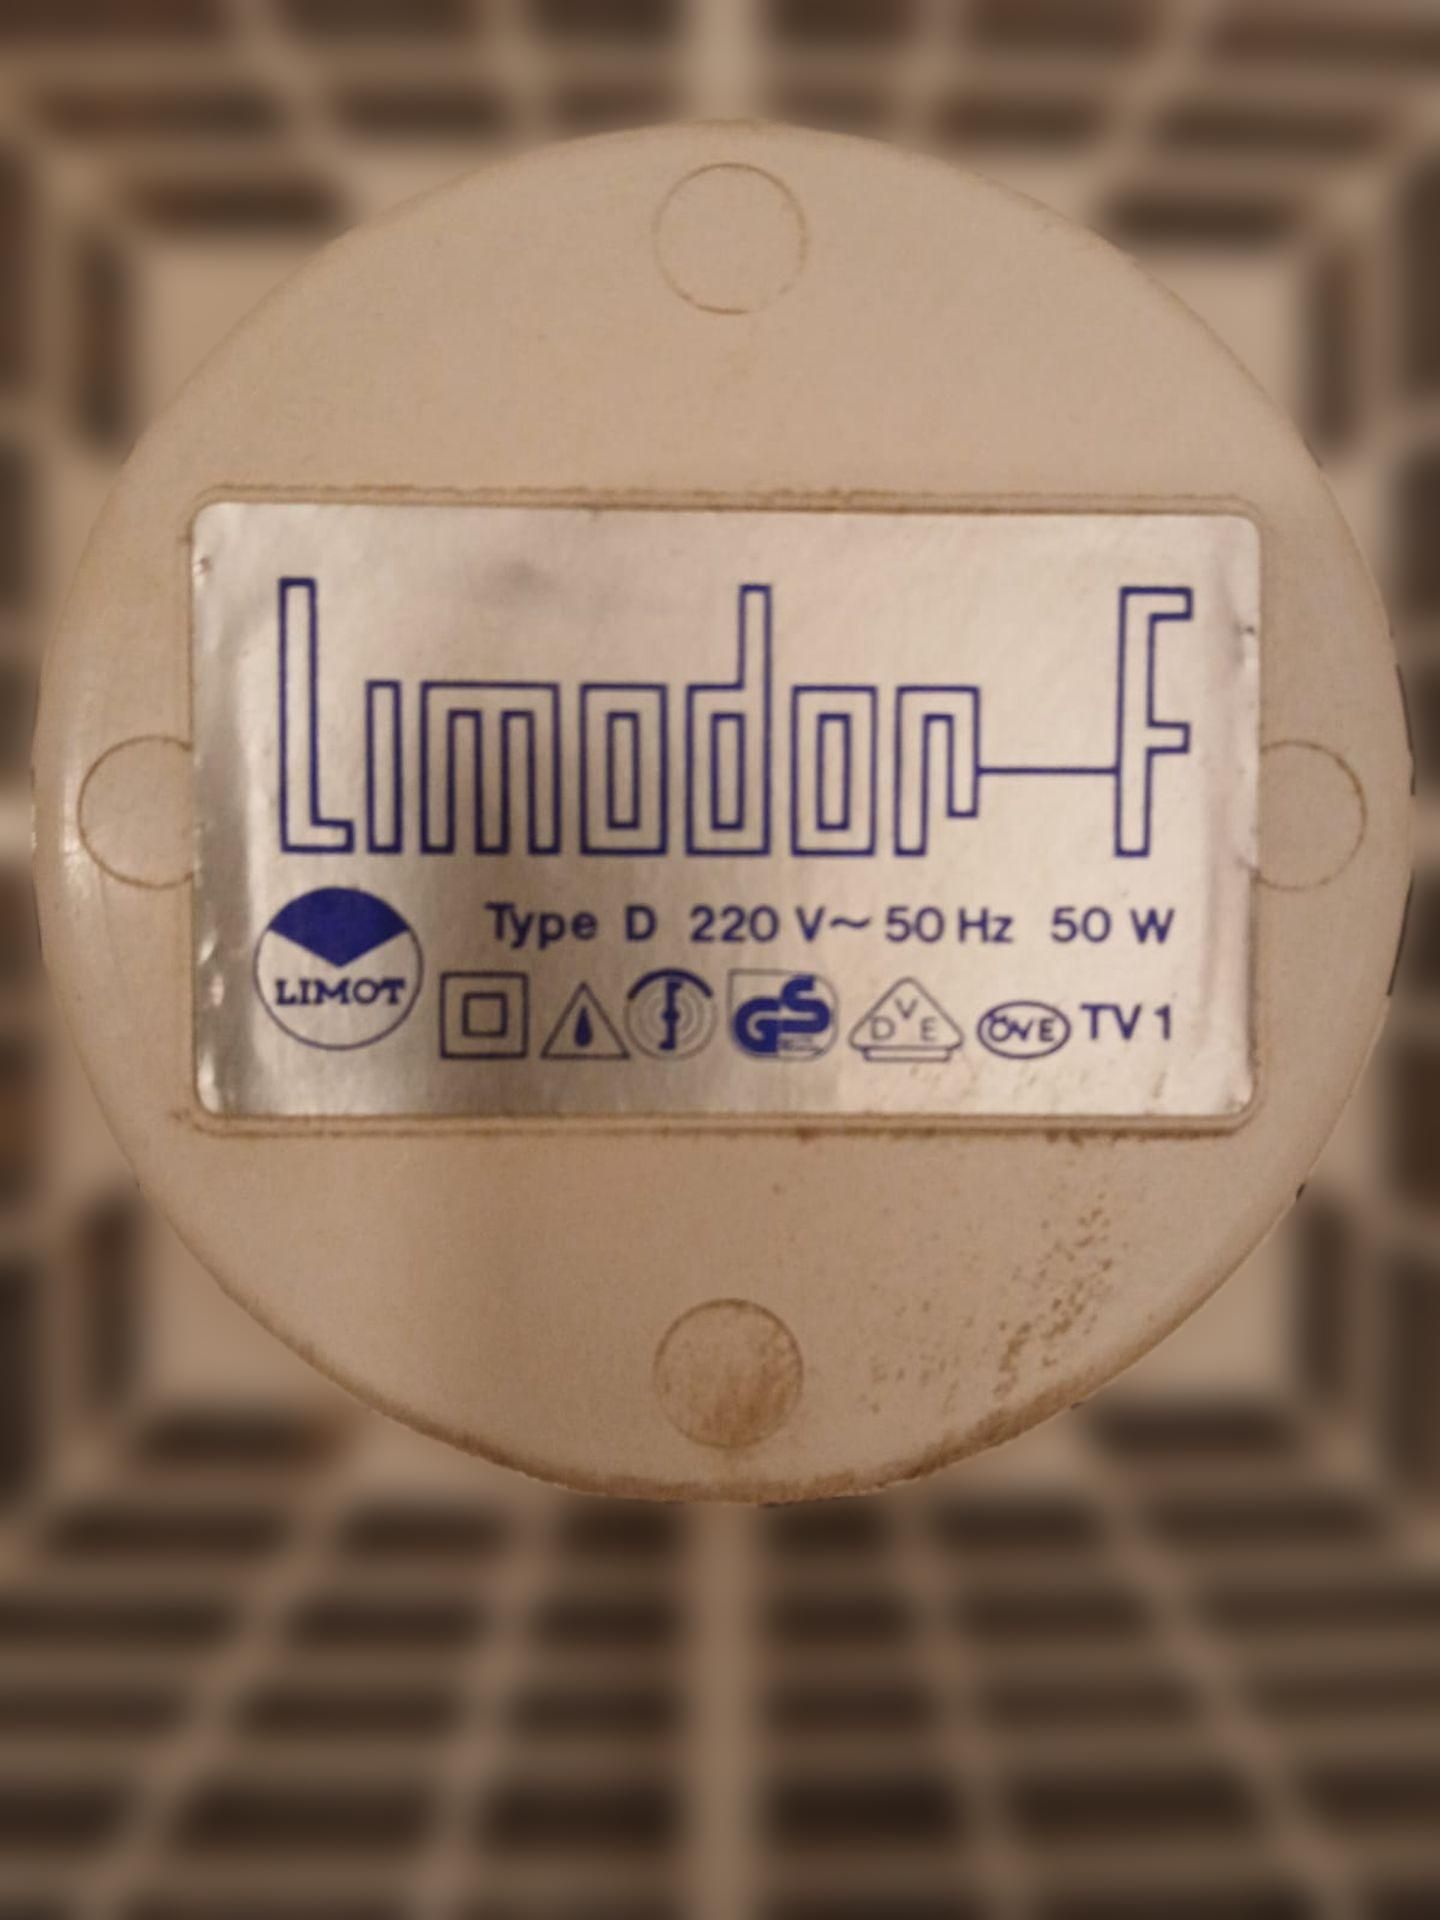 Limodor-F
Type D 220 V~ 50 Hz 50 W
LIMOT
GS
DVE
ÖVE TV 1